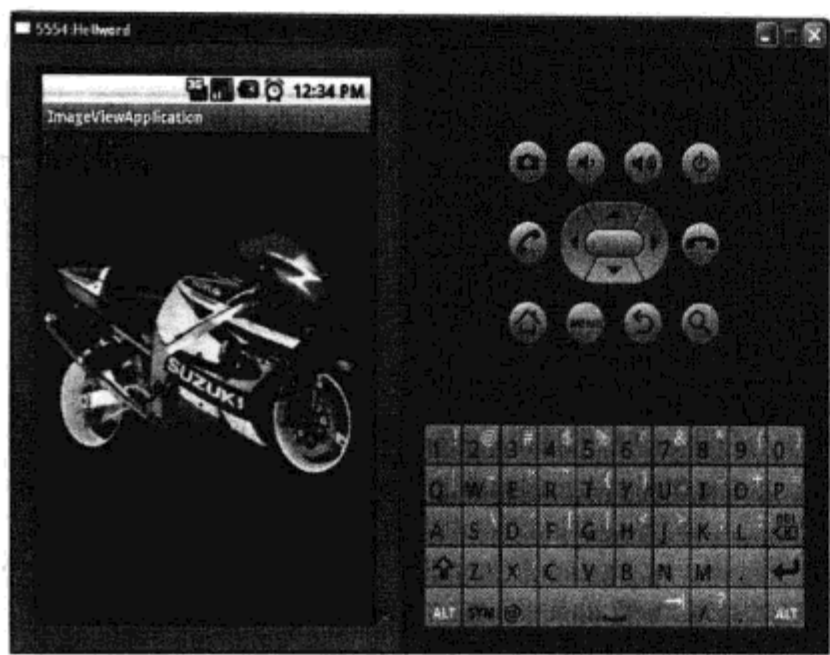 5554:Hellword
12:34 PM
ImageViewApplication
SUZUKI
MENU
1 ! 2 @ 3 # 4 $ 5 % 6 ^ 7 & 8 * 9 ( 0 )
Q W E R T Y U I O P
A S D F G H J K L DEL
Z X C V B N M .
ALT SYM @ / ? , ALT